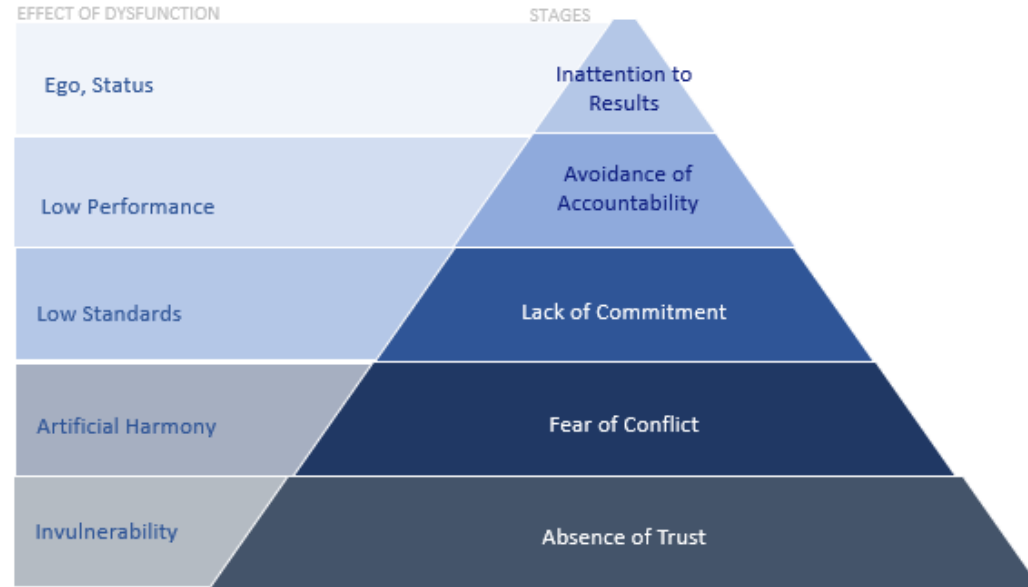 EFFECT OF DYSFUNCTION
STAGES
Ego, Status
Inattention to
Results
Low Performance
Avoidance of
Accountability
Low Standards
Lack of Commitment
Artificial Harmony
Fear of Conflict
Invulnerability
Absence of Trust